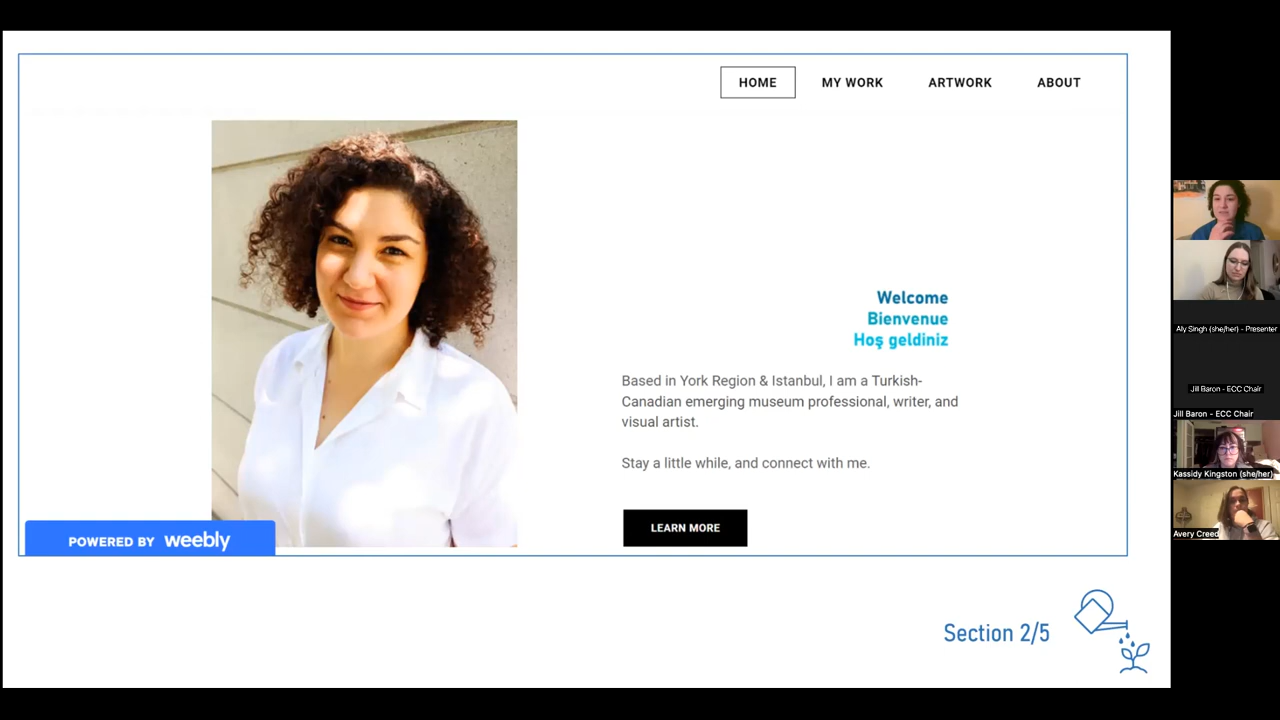 HOME MY WORK ARTWORK ABOUT
Welcome
Bienvenue
Hoş geldiniz
Based in York Region & Istanbul, I am a Turkish-
Canadian emerging museum professional, writer, and
visual artist.
Stay a little while, and connect with me.
LEARN MORE
POWERED BY weebly
Section 2/5
Aly Singh (she/her) - Presenter
Jill Baron - ECC Chair
Jill Baron - ECC Chair
Kassidy Kingston (she/her)
Avery Creed